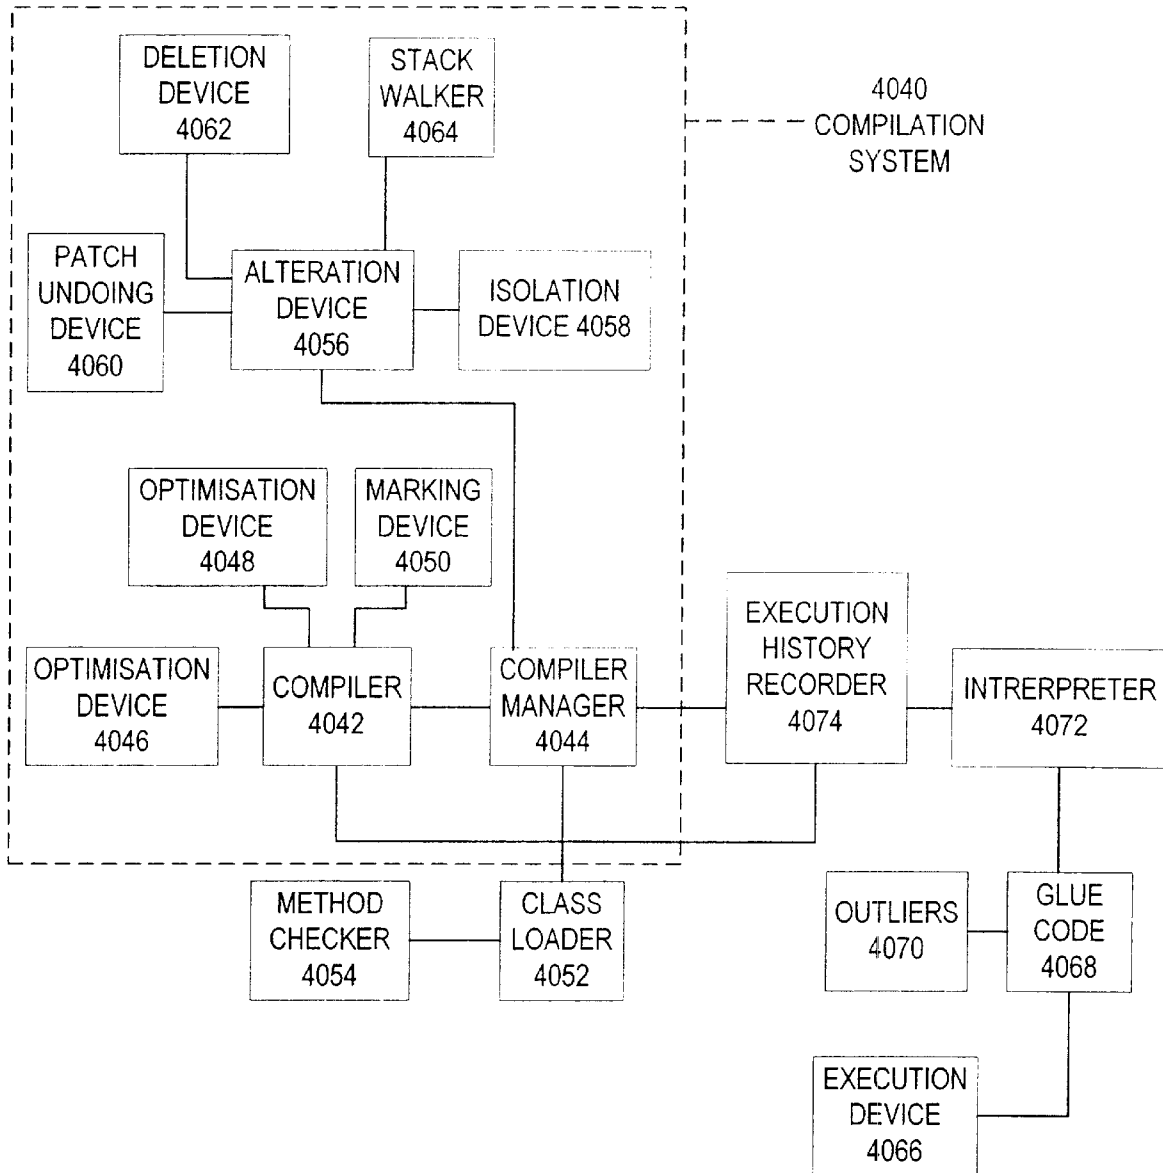 DELETION
DEVICE
4062
STACK
WALKER
4064
4040
COMPILATION
SYSTEM
PATCH
UNDOING
DEVICE
4060
ALTERATION
DEVICE
4056
ISOLATION
DEVICE 4058
OPTIMISATION
DEVICE
4048
MARKING
DEVICE
4050
OPTIMISATION
DEVICE
4046
COMPILER
4042
COMPILER
MANAGER
4044
EXECUTION
HISTORY
RECORDER
4074
INTRERPRETER
4072
METHOD
CHECKER
4054
CLASS
LOADER
4052
OUTLIERS
4070
GLUE
CODE
4068
EXECUTION
DEVICE
4066